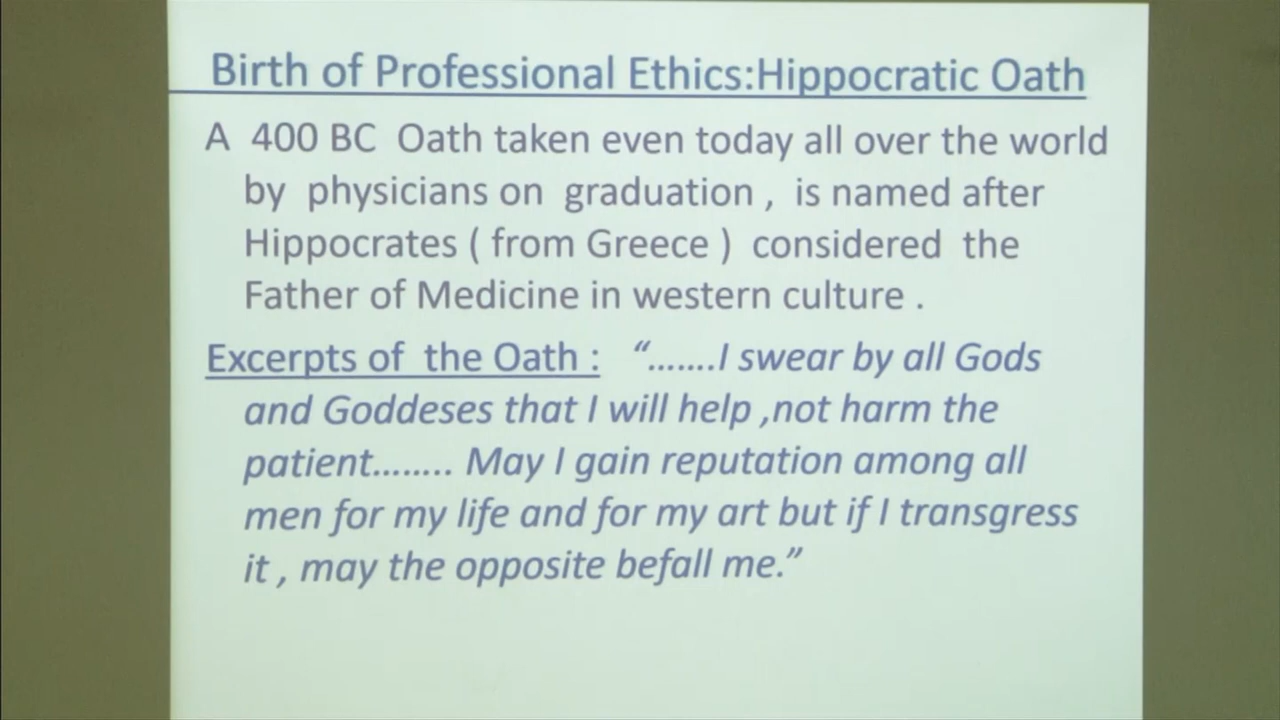 Birth of Professional Ethics:Hippocratic Oath
A 400 BC Oath taken even today all over the world
by physicians on graduation , is named after
Hippocrates ( from Greece ) considered the
Father of Medicine in western culture .
Excerpts of the Oath : “…….I swear by all Gods
and Goddeses that I will help ,not harm the
patient…….. May I gain reputation among all
men for my life and for my art but if I transgress
it , may the opposite befall me.”